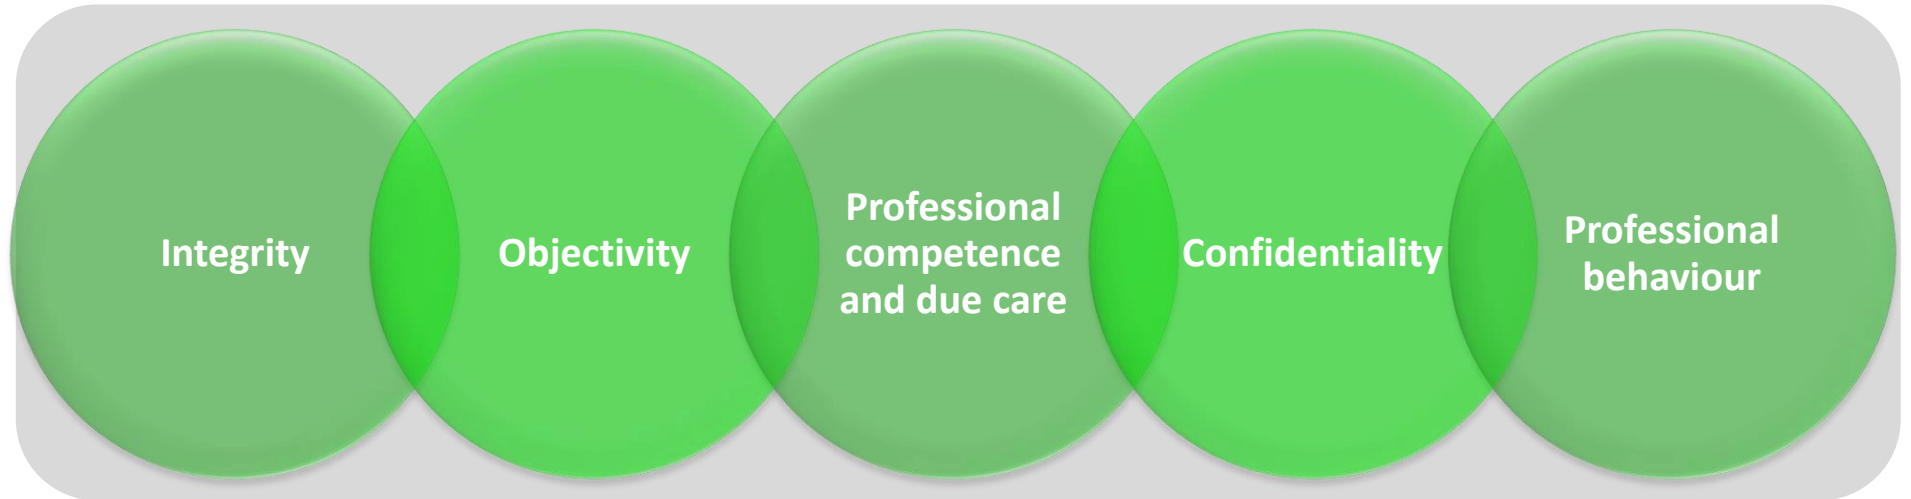 Integrity
Objectivity
Professional
competence
and due care
Confidentiality
Professional
behaviour